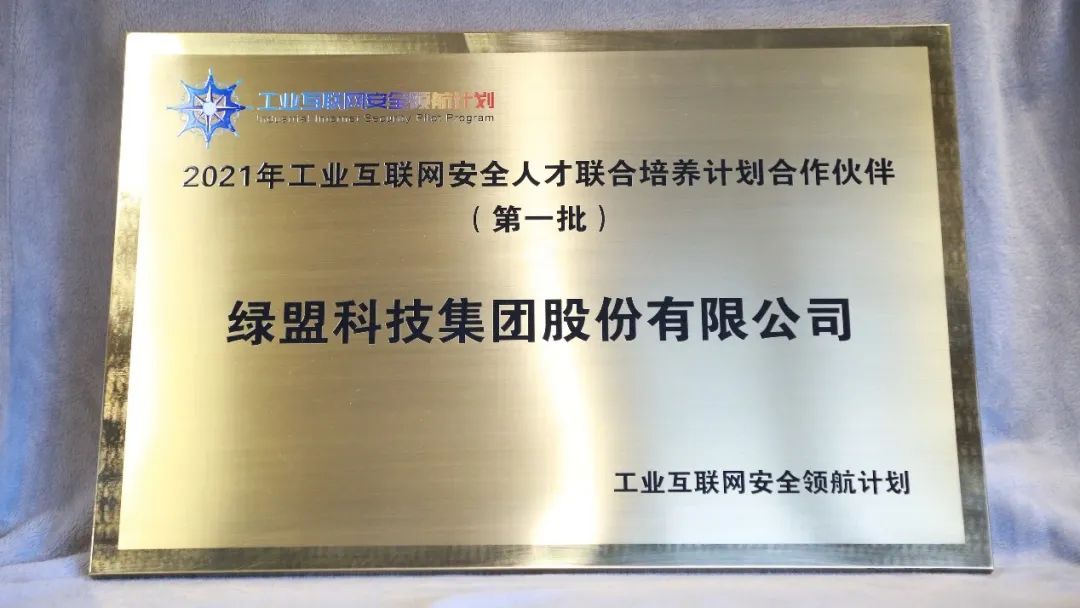 工业互联网安全领航计划
Industrial Internet Security Pilot Program
2021年工业互联网安全人才联合培养计划合作伙伴
（第一批）
绿盟科技集团股份有限公司
工业互联网安全领航计划